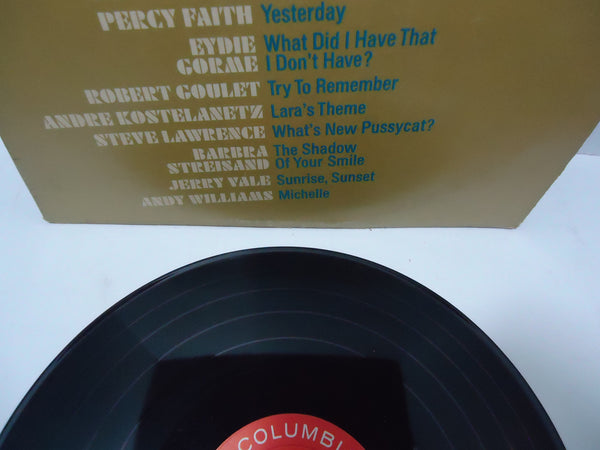 PERCY FAITH Yesterday
EYDIE What Did I Have That
GORME I Don't Have?
ROBERT GOULET Try To Remember
ANDRE KOSTELANETZ Lara's Theme
STEVE LAWRENCE What's New Pussycat?
BARBRA The Shadow
STREISAND Of Your Smile
JERRY VALE Sunrise, Sunset
ANDY WILLIAMS Michelle
COLUMBI